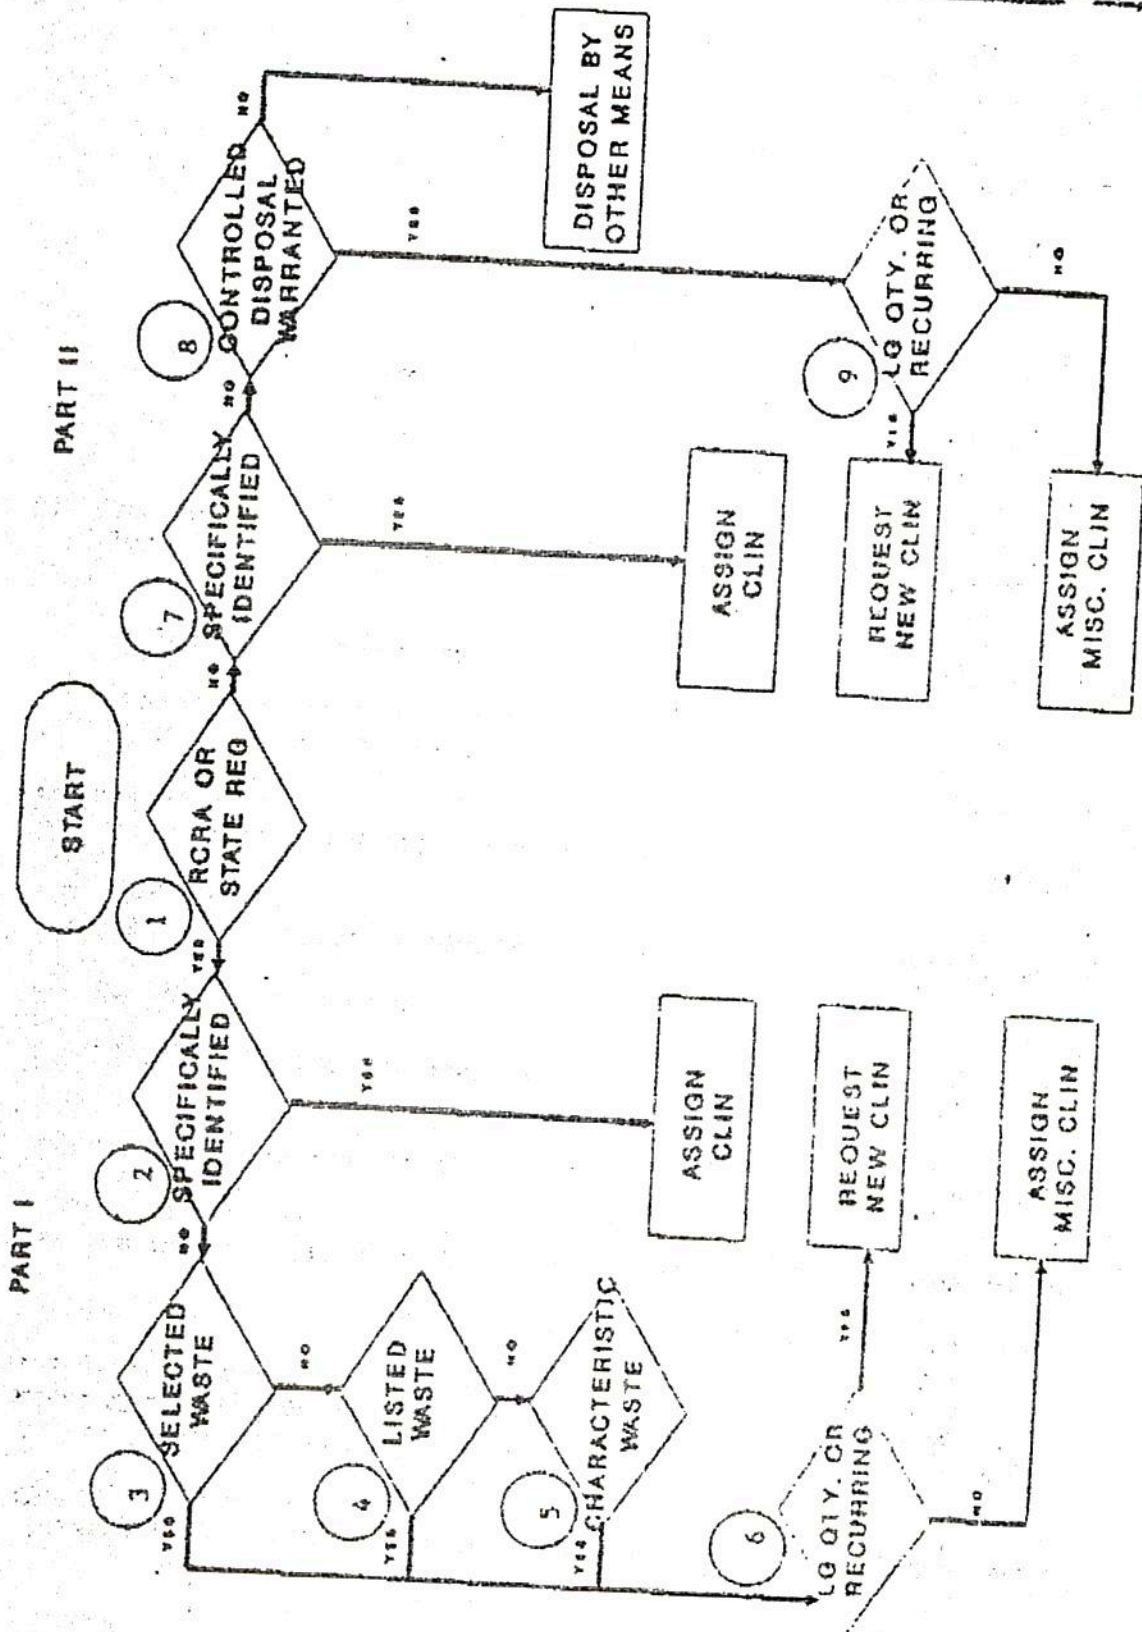 PART I
PART II
START
1
RCRA OR
STATE REG
YES
NO
2
SPECIFICALLY
IDENTIFIED
NO
YES
3
SELECTED
WASTE
YES
NO
4
LISTED
WASTE
YES
NO
5
CHARACTERISTIC
WASTE
YES
6
LG QTY. OR
RECURRING
YES
NO
ASSIGN
CLIN
REQUEST
NEW CLIN
ASSIGN
MISC. CLIN
7
SPECIFICALLY
IDENTIFIED
NO
YES
8
CONTROLLED
DISPOSAL
WARRANTED
NO
YES
DISPOSAL BY
OTHER MEANS
ASSIGN
CLIN
9
LG QTY. OR
RECURRING
YES
NO
REQUEST
NEW CLIN
ASSIGN
MISC. CLIN